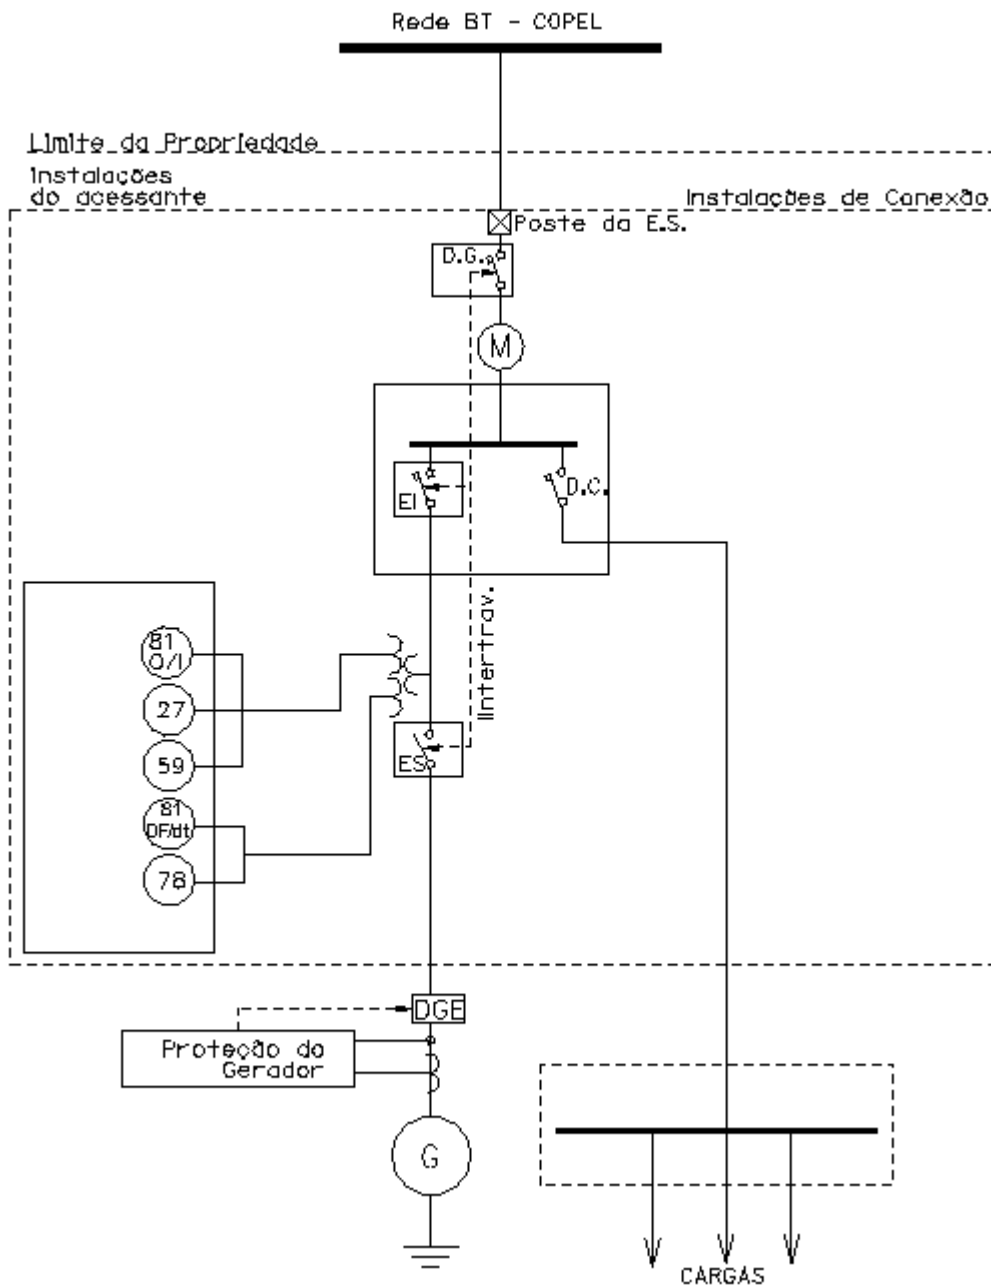 Rede BT - COPEL
Limite da Propriedade
Instalações
do acessante
Instalações de Conexão
Poste da E.S.
D.G.
M
EI
D.C.
Intertrav.
81
O/I
27
59
ES
81
DF/dt
78
DGE
Proteção do
Gerador
G
CARGAS